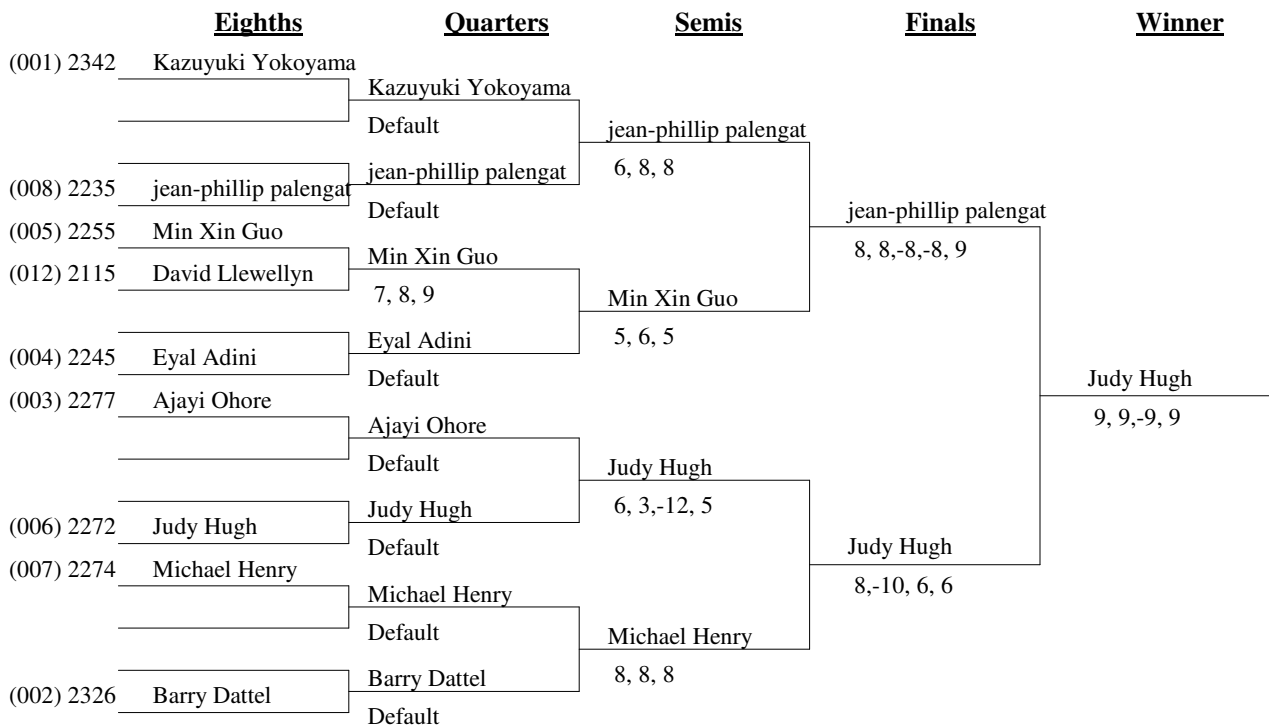 Eighths Quarters Semis Finals Winner
(001) 2342 Kazuyuki Yokoyama
Kazuyuki Yokoyama
Default
jean-phillip palengat
6, 8, 8
jean-phillip palengat
(008) 2235 jean-phillip palengat
Default
jean-phillip palengat
8, 8,-8,-8, 9
(005) 2255 Min Xin Guo
Min Xin Guo
(012) 2115 David Llewellyn
7, 8, 9
Min Xin Guo
5, 6, 5
Eyal Adini
(004) 2245 Eyal Adini
Default
Judy Hugh
9, 9,-9, 9
(003) 2277 Ajayi Ohore
Ajayi Ohore
Default
Judy Hugh
6, 3,-12, 5
Judy Hugh
(006) 2272 Judy Hugh
Default
Judy Hugh
8,-10, 6, 6
(007) 2274 Michael Henry
Michael Henry
Default
Michael Henry
8, 8, 8
Barry Dattel
(002) 2326 Barry Dattel
Default